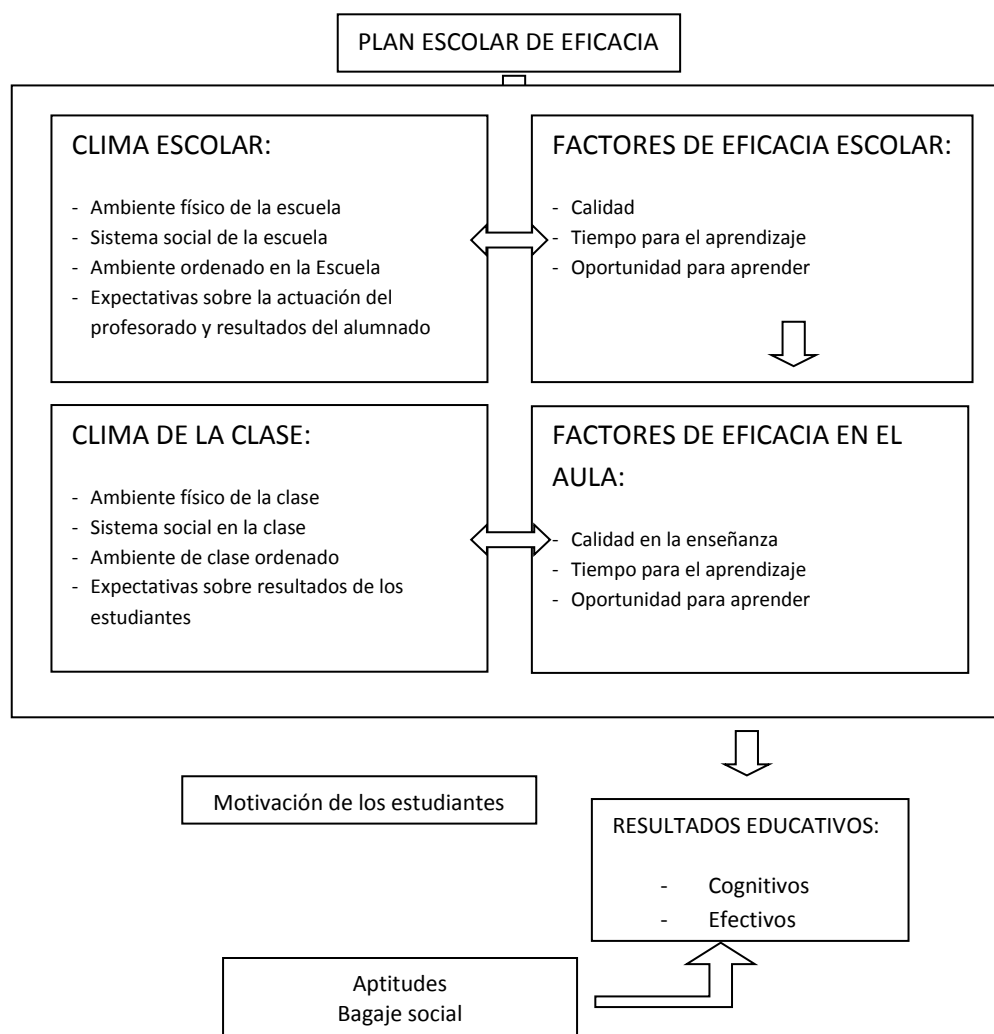 PLAN ESCOLAR DE EFICACIA
CLIMA ESCOLAR:
- Ambiente físico de la escuela
- Sistema social de la escuela
- Ambiente ordenado en la Escuela
- Expectativas sobre la actuación del
profesorado y resultados del alumnado
FACTORES DE EFICACIA ESCOLAR:
- Calidad
- Tiempo para el aprendizaje
- Oportunidad para aprender
CLIMA DE LA CLASE:
- Ambiente físico de la clase
- Sistema social en la clase
- Ambiente de clase ordenado
- Expectativas sobre resultados de los
estudiantes
FACTORES DE EFICACIA EN EL
AULA:
- Calidad en la enseñanza
- Tiempo para el aprendizaje
- Oportunidad para aprender
Motivación de los estudiantes
RESULTADOS EDUCATIVOS:
- Cognitivos
- Efectivos
Aptitudes
Bagaje social